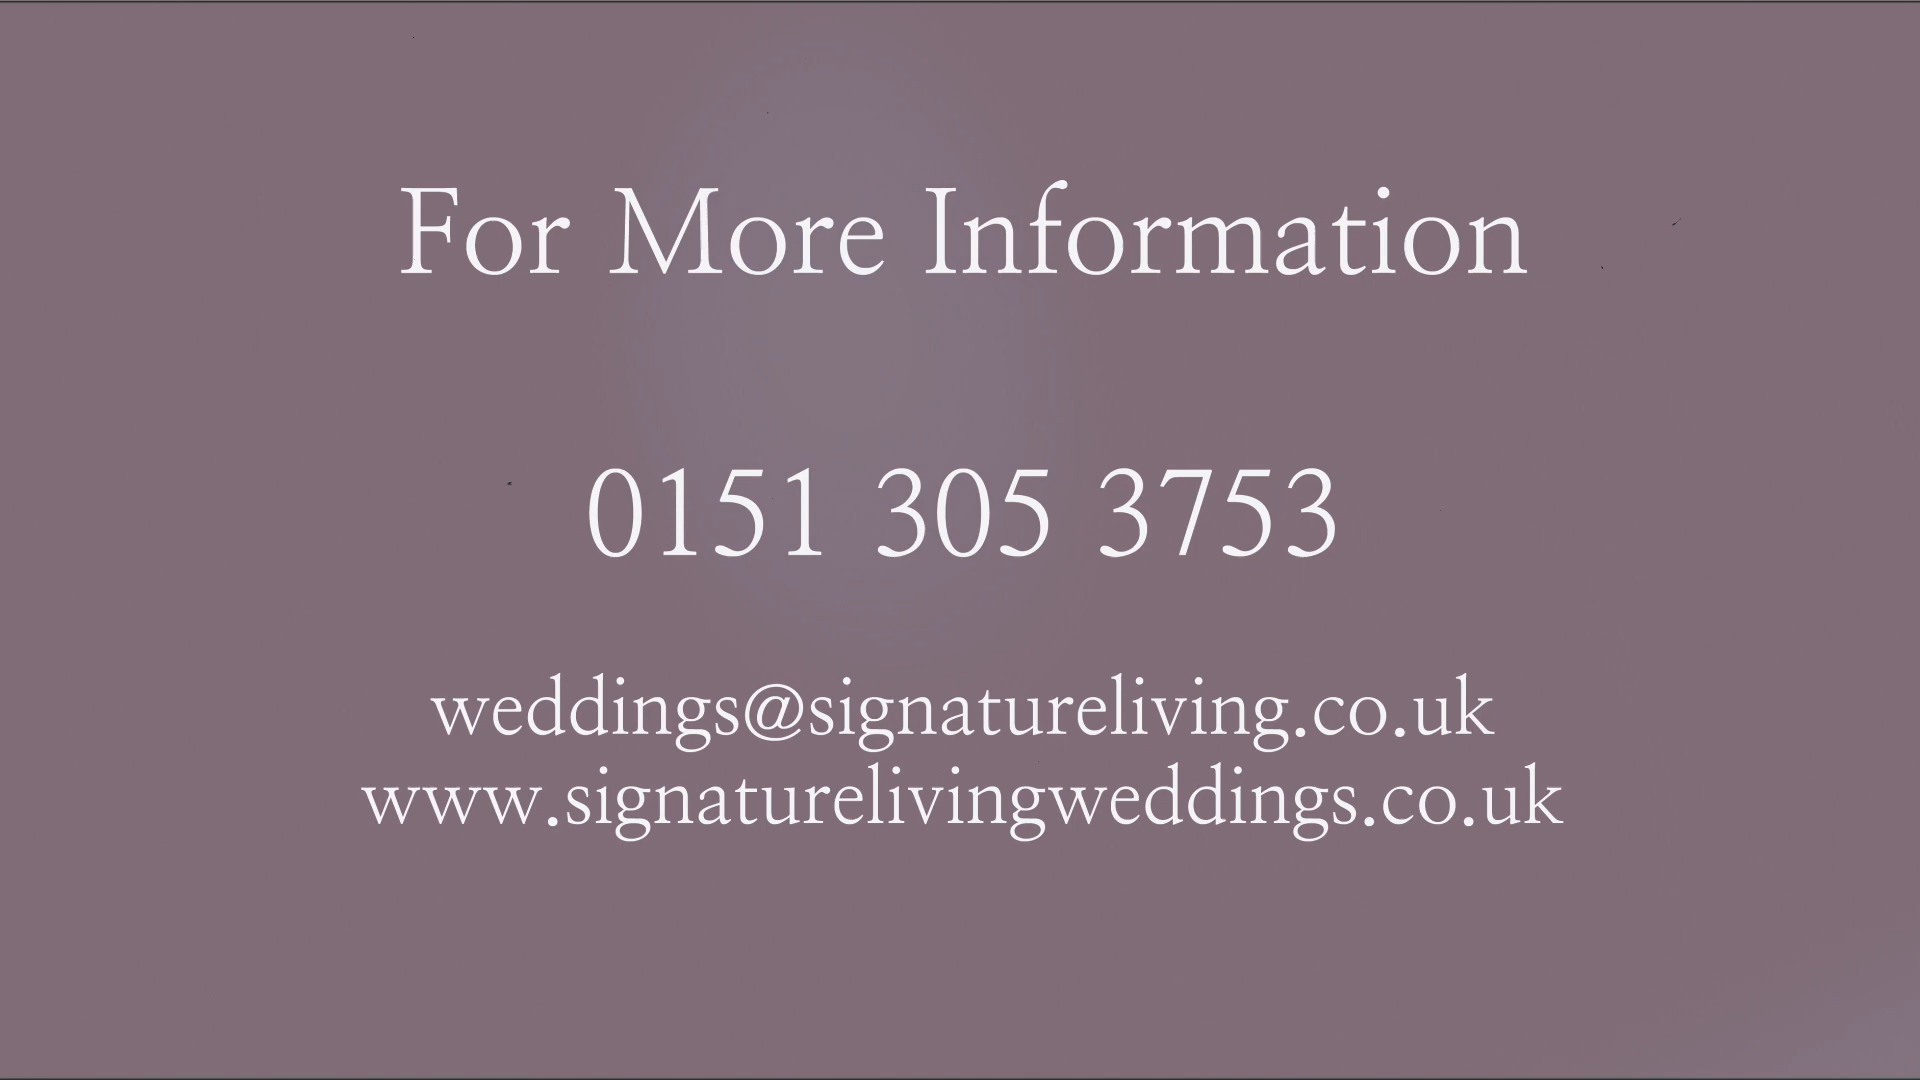 For More Information
0151 305 3753
weddings@signatureliving.co.uk
www.signaturelivingweddings.co.uk